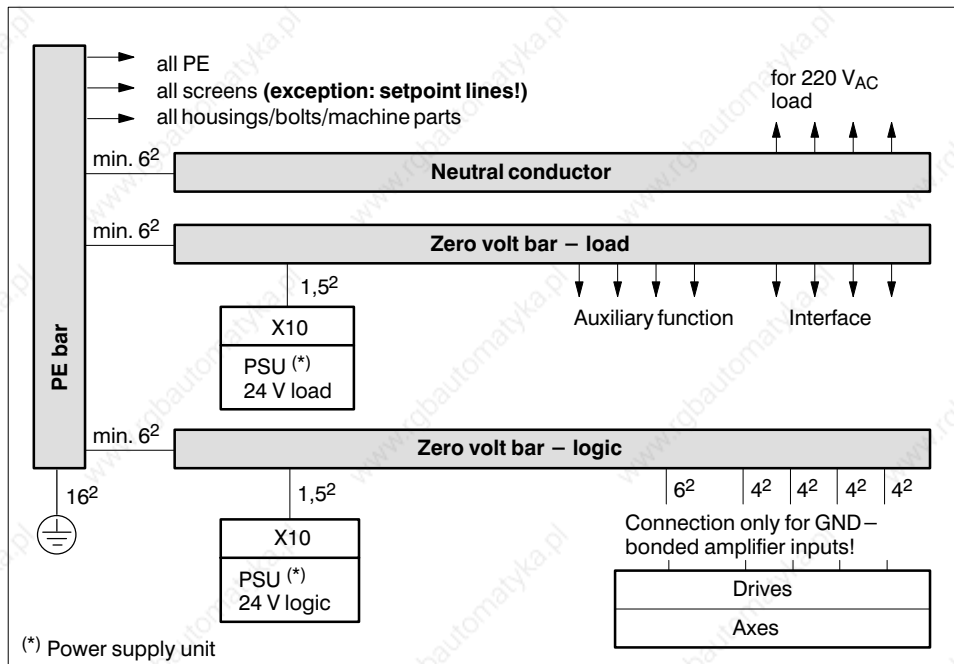 all PE
all screens (exception: setpoint lines!)
all housings/bolts/machine parts
for 220 VAC
load
min. 6²
Neutral conductor
min. 6²
Zero volt bar – load
1,5²
X10
PSU (*)
24 V load
Auxiliary function
Interface
PE bar
min. 6²
Zero volt bar – logic
16²
1,5²
6²
4²
4²
4²
4²
X10
PSU (*)
24 V logic
Connection only for GND–
bonded amplifier inputs!
Drives
Axes
(*) Power supply unit
www.rgbautomatyka.pl